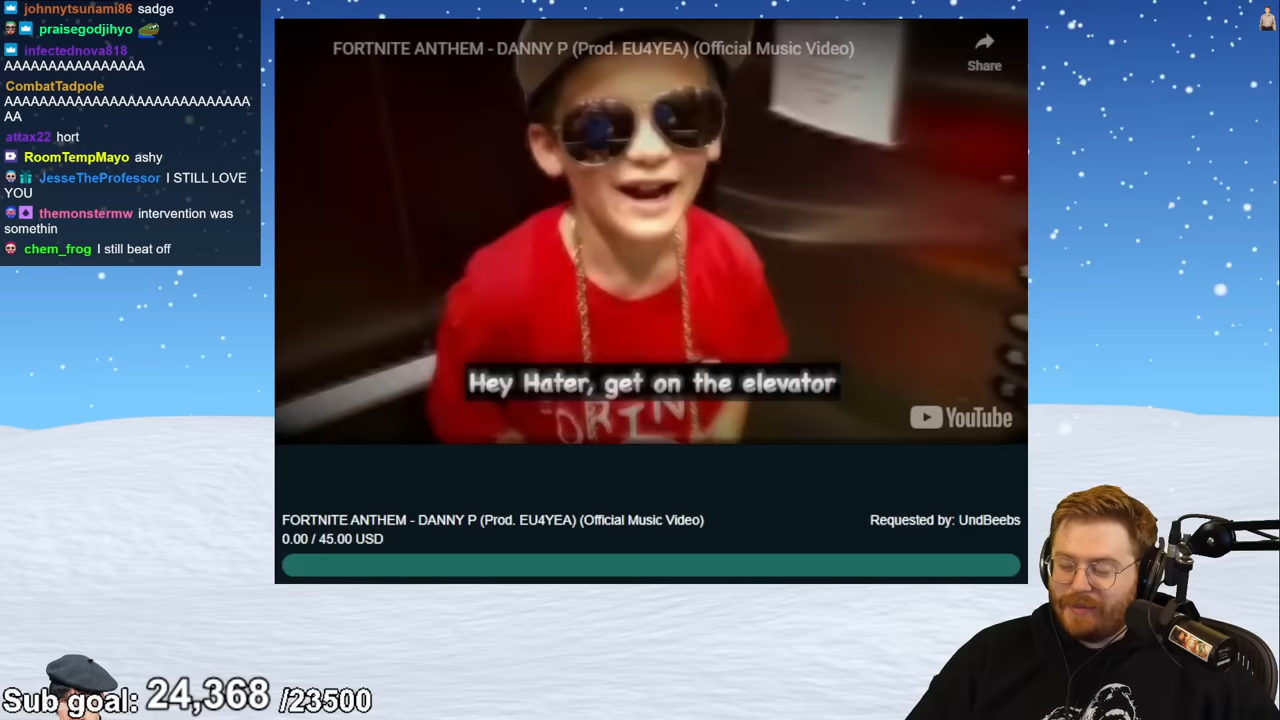 johnnytsunami86 sadge
praisegodjihyo
infectednova818
AAAAAAAAAAAAAAAA
CombatTadpole
AAAAAAAAAAAAAAAAAAAAAAAAAAAA
AA
attax22 hort
RoomTempMayo ashy
JesseTheProfessor I STILL LOVE
YOU
themonstermw intervention was
somethin
chem_frog I still beat off
FORTNITE ANTHEM - DANNY P (Prod. EU4YEA) (Official Music Video)
Share
Hey Hater, get on the elevator
YouTube
FORTNITE ANTHEM - DANNY P (Prod. EU4YEA) (Official Music Video)
Requested by: UndBeebs
0.00 / 45.00 USD
Sub goal: 24,368 /23500